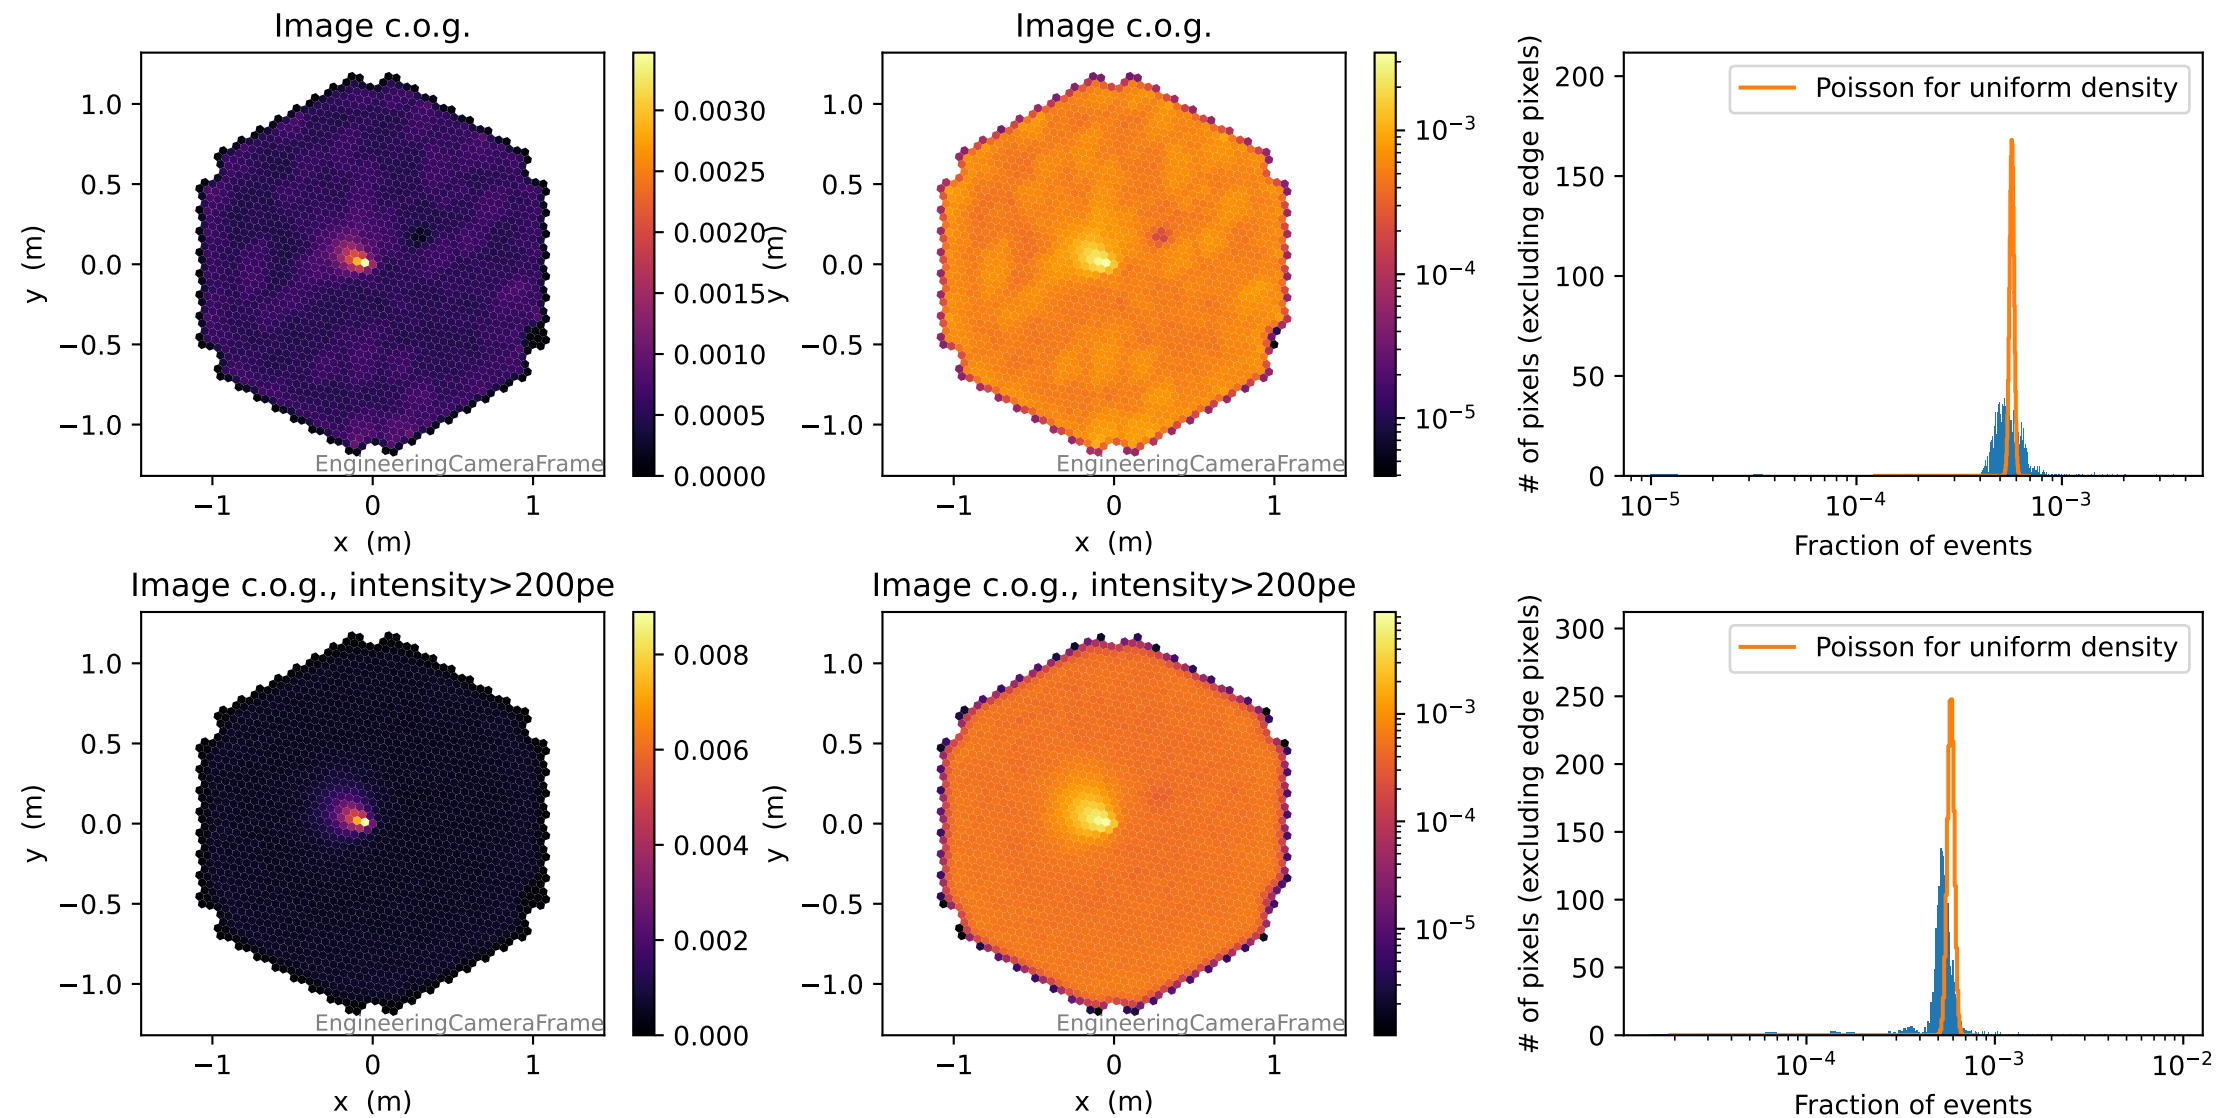 Image c.o.g.
y (m)
1.0
0.5
0.0
−0.5
−1.0
EngineeringCameraFrame
−1 0 1
x (m)
0.0030
0.0025
0.0020
0.0015
0.0010
0.0005
0.0000
Image c.o.g.
y (m)
1.0
0.5
0.0
−0.5
−1.0
EngineeringCameraFrame
−1 0 1
x (m)
10⁻³
10⁻⁴
10⁻⁵
# of pixels (excluding edge pixels)
200
150
100
50
0
Poisson for uniform density
10⁻⁵ 10⁻⁴ 10⁻³
Fraction of events
Image c.o.g., intensity>200pe
y (m)
1.0
0.5
0.0
−0.5
−1.0
EngineeringCameraFrame
−1 0 1
x (m)
0.008
0.006
0.004
0.002
0.000
Image c.o.g., intensity>200pe
y (m)
1.0
0.5
0.0
−0.5
−1.0
EngineeringCameraFrame
−1 0 1
x (m)
10⁻³
10⁻⁴
10⁻⁵
# of pixels (excluding edge pixels)
300
250
200
150
100
50
0
Poisson for uniform density
10⁻⁴ 10⁻³ 10⁻²
Fraction of events